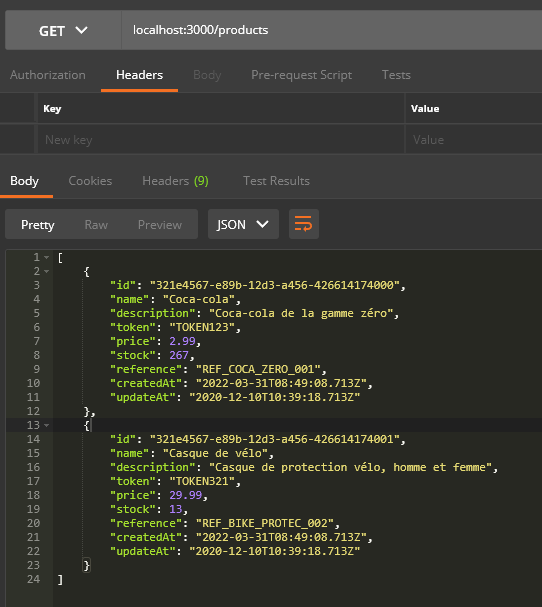 GET localhost:3000/products
Authorization Headers Body Pre-request Script Tests
Key Value
New key Value
Body Cookies Headers (9) Test Results
Pretty Raw Preview JSON
1 [
2 {
3 "id": "321e4567-e89b-12d3-a456-426614174000",
4 "name": "Coca-cola",
5 "description": "Coca-cola de la gamme zéro",
6 "token": "TOKEN123",
7 "price": 2.99,
8 "stock": 267,
9 "reference": "REF_COCA_ZERO_001",
10 "createdAt": "2022-03-31T08:49:08.713Z",
11 "updateAt": "2020-12-10T10:39:18.713Z"
12 },
13 {
14 "id": "321e4567-e89b-12d3-a456-426614174001",
15 "name": "Casque de vélo",
16 "description": "Casque de protection vélo, homme et femme",
17 "token": "TOKEN321",
18 "price": 29.99,
19 "stock": 13,
20 "reference": "REF_BIKE_PROTEC_002",
21 "createdAt": "2022-03-31T08:49:08.713Z",
22 "updateAt": "2020-12-10T10:39:18.713Z"
23 }
24 ]